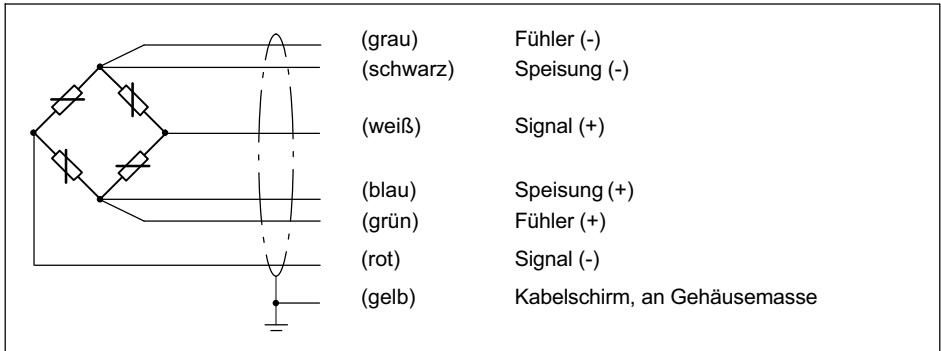 (grau) Fühler (-)
(schwarz) Speisung (-)
(weiß) Signal (+)
(blau) Speisung (+)
(grün) Fühler (+)
(rot) Signal (-)
(gelb) Kabelschirm, an Gehäusemasse